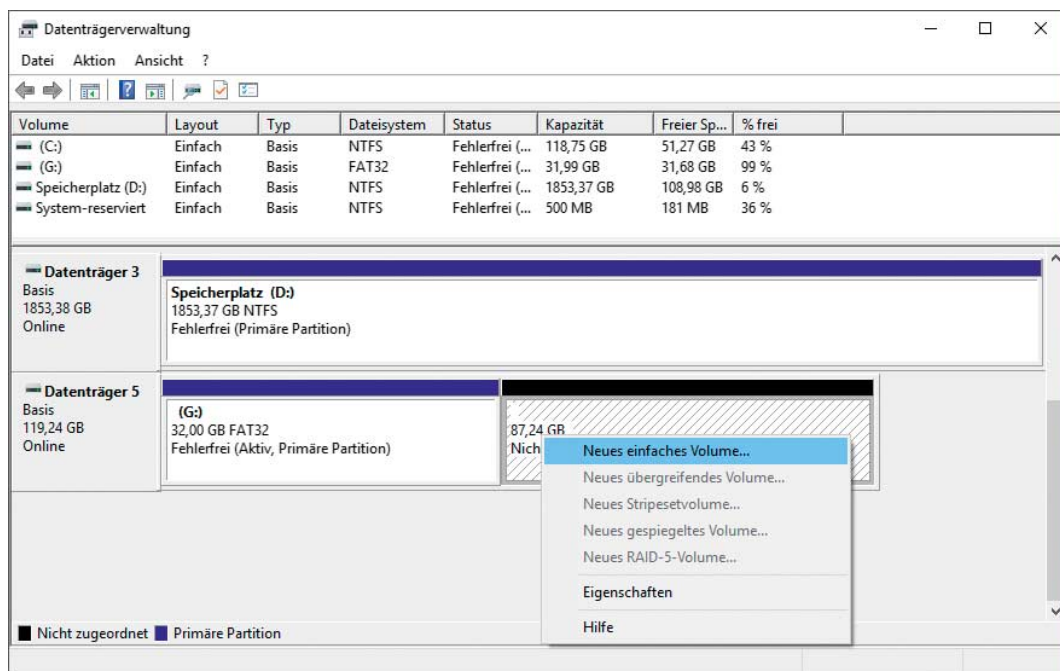 Datenträgerverwaltung
Datei Aktion Ansicht ?
Volume Layout Typ Dateisystem Status Kapazität Freier Sp... % frei
(C:) Einfach Basis NTFS Fehlerfrei (... 118,75 GB 51,27 GB 43 %
(G:) Einfach Basis FAT32 Fehlerfrei (... 31,99 GB 31,68 GB 99 %
Speicherplatz (D:) Einfach Basis NTFS Fehlerfrei (... 1853,37 GB 108,98 GB 6 %
System-reserviert Einfach Basis NTFS Fehlerfrei (... 500 MB 181 MB 36 %
Datenträger 3
Basis
1853,38 GB
Online
Speicherplatz (D:)
1853,37 GB NTFS
Fehlerfrei (Primäre Partition)
Datenträger 5
Basis
119,24 GB
Online
(G:)
32,00 GB FAT32
Fehlerfrei (Aktiv, Primäre Partition)
87,24 GB
Nich
Neues einfaches Volume...
Neues übergreifendes Volume...
Neues Stripesetvolume...
Neues gespiegeltes Volume...
Neues RAID-5-Volume...
Eigenschaften
Hilfe
Nicht zugeordnet Primäre Partition